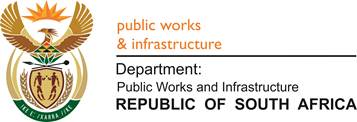 public works
& infrastructure
Department:
Public Works and Infrastructure
REPUBLIC OF SOUTH AFRICA